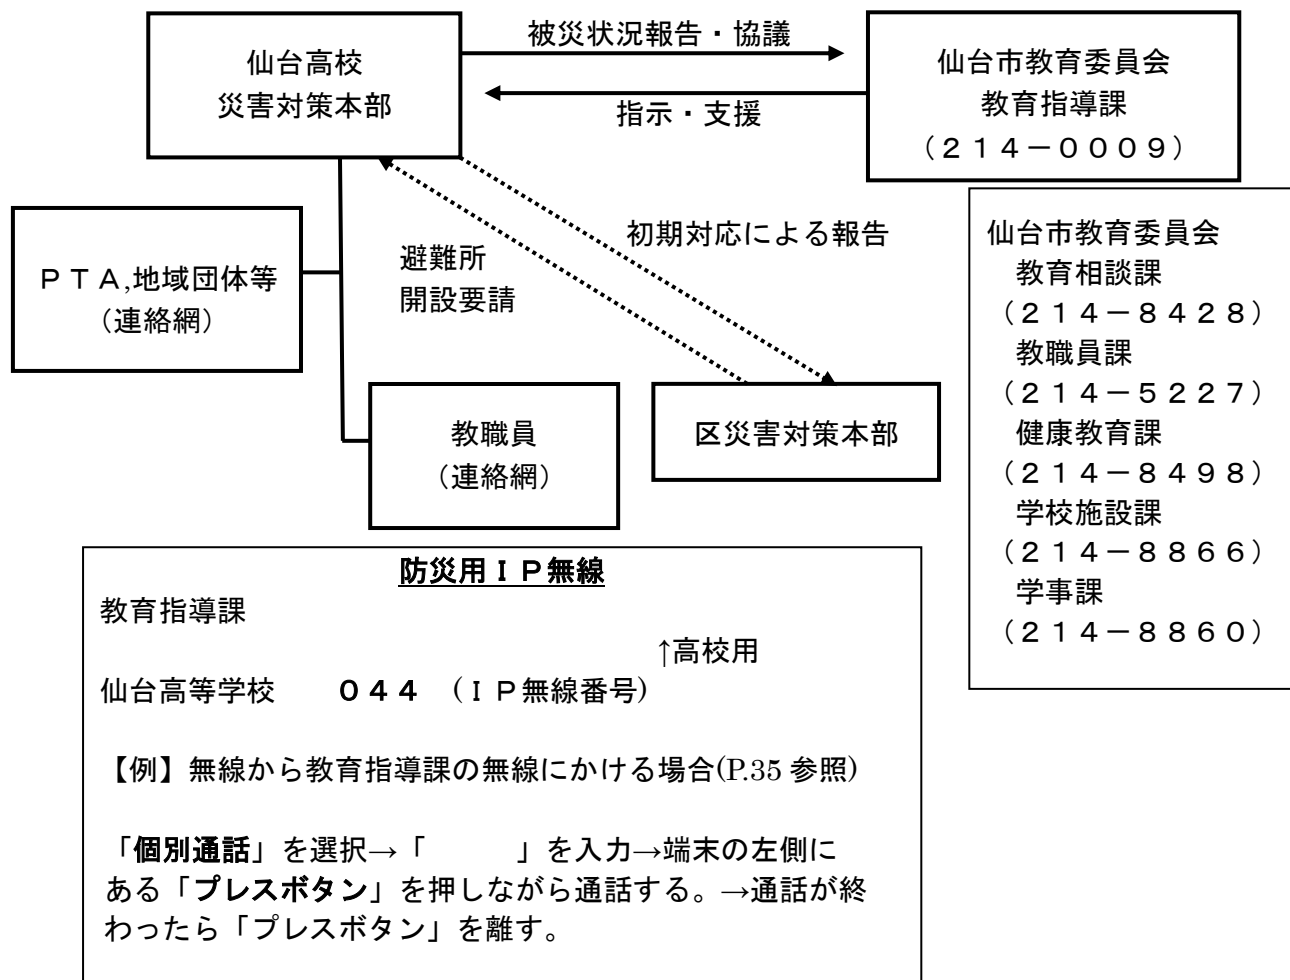 仙台高校
災害対策本部
被災状況報告・協議
指示・支援
仙台市教育委員会
教育指導課
（２１４－０００９）
ＰＴＡ,地域団体等
（連絡網）
避難所
開設要請
初期対応による報告
教職員
（連絡網）
区災害対策本部
仙台市教育委員会
教育相談課
（２１４－８４２８）
教職員課
（２１４－５２２７）
健康教育課
（２１４－８４９８）
学校施設課
（２１４－８８６６）
学事課
（２１４－８８６０）
防災用ＩＰ無線
教育指導課
↑高校用
仙台高等学校　　０４４　（ＩＰ無線番号）
【例】無線から教育指導課の無線にかける場合(P.35 参照)
「個別通話」を選択→「　　　」を入力→端末の左側に
ある「プレスボタン」を押しながら通話する。→通話が終
わったら「プレスボタン」を離す。